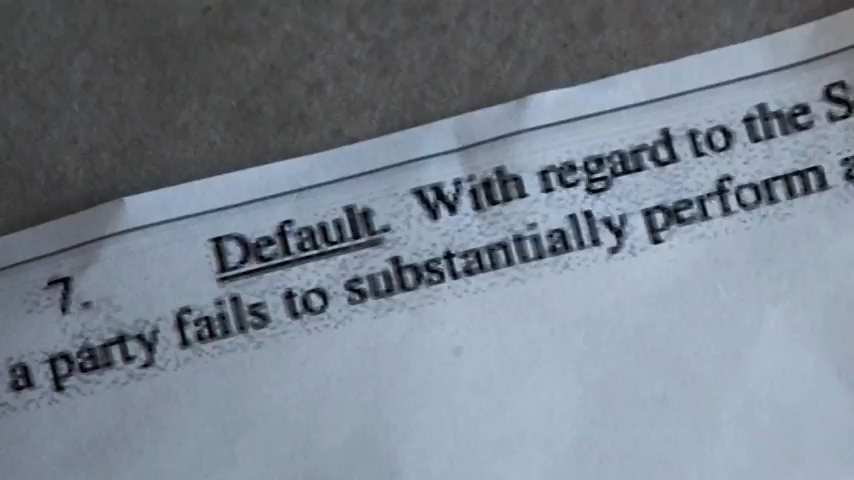 7. Default. With regard to the S
a party fails to substantially perform a